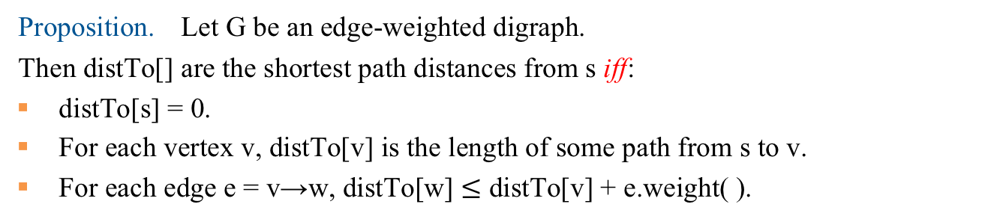 Proposition. Let G be an edge-weighted digraph.
Then distTo[] are the shortest path distances from s iff:
▪ distTo[s] = 0.
▪ For each vertex v, distTo[v] is the length of some path from s to v.
▪ For each edge e = v→w, distTo[w] ≤ distTo[v] + e.weight( ).